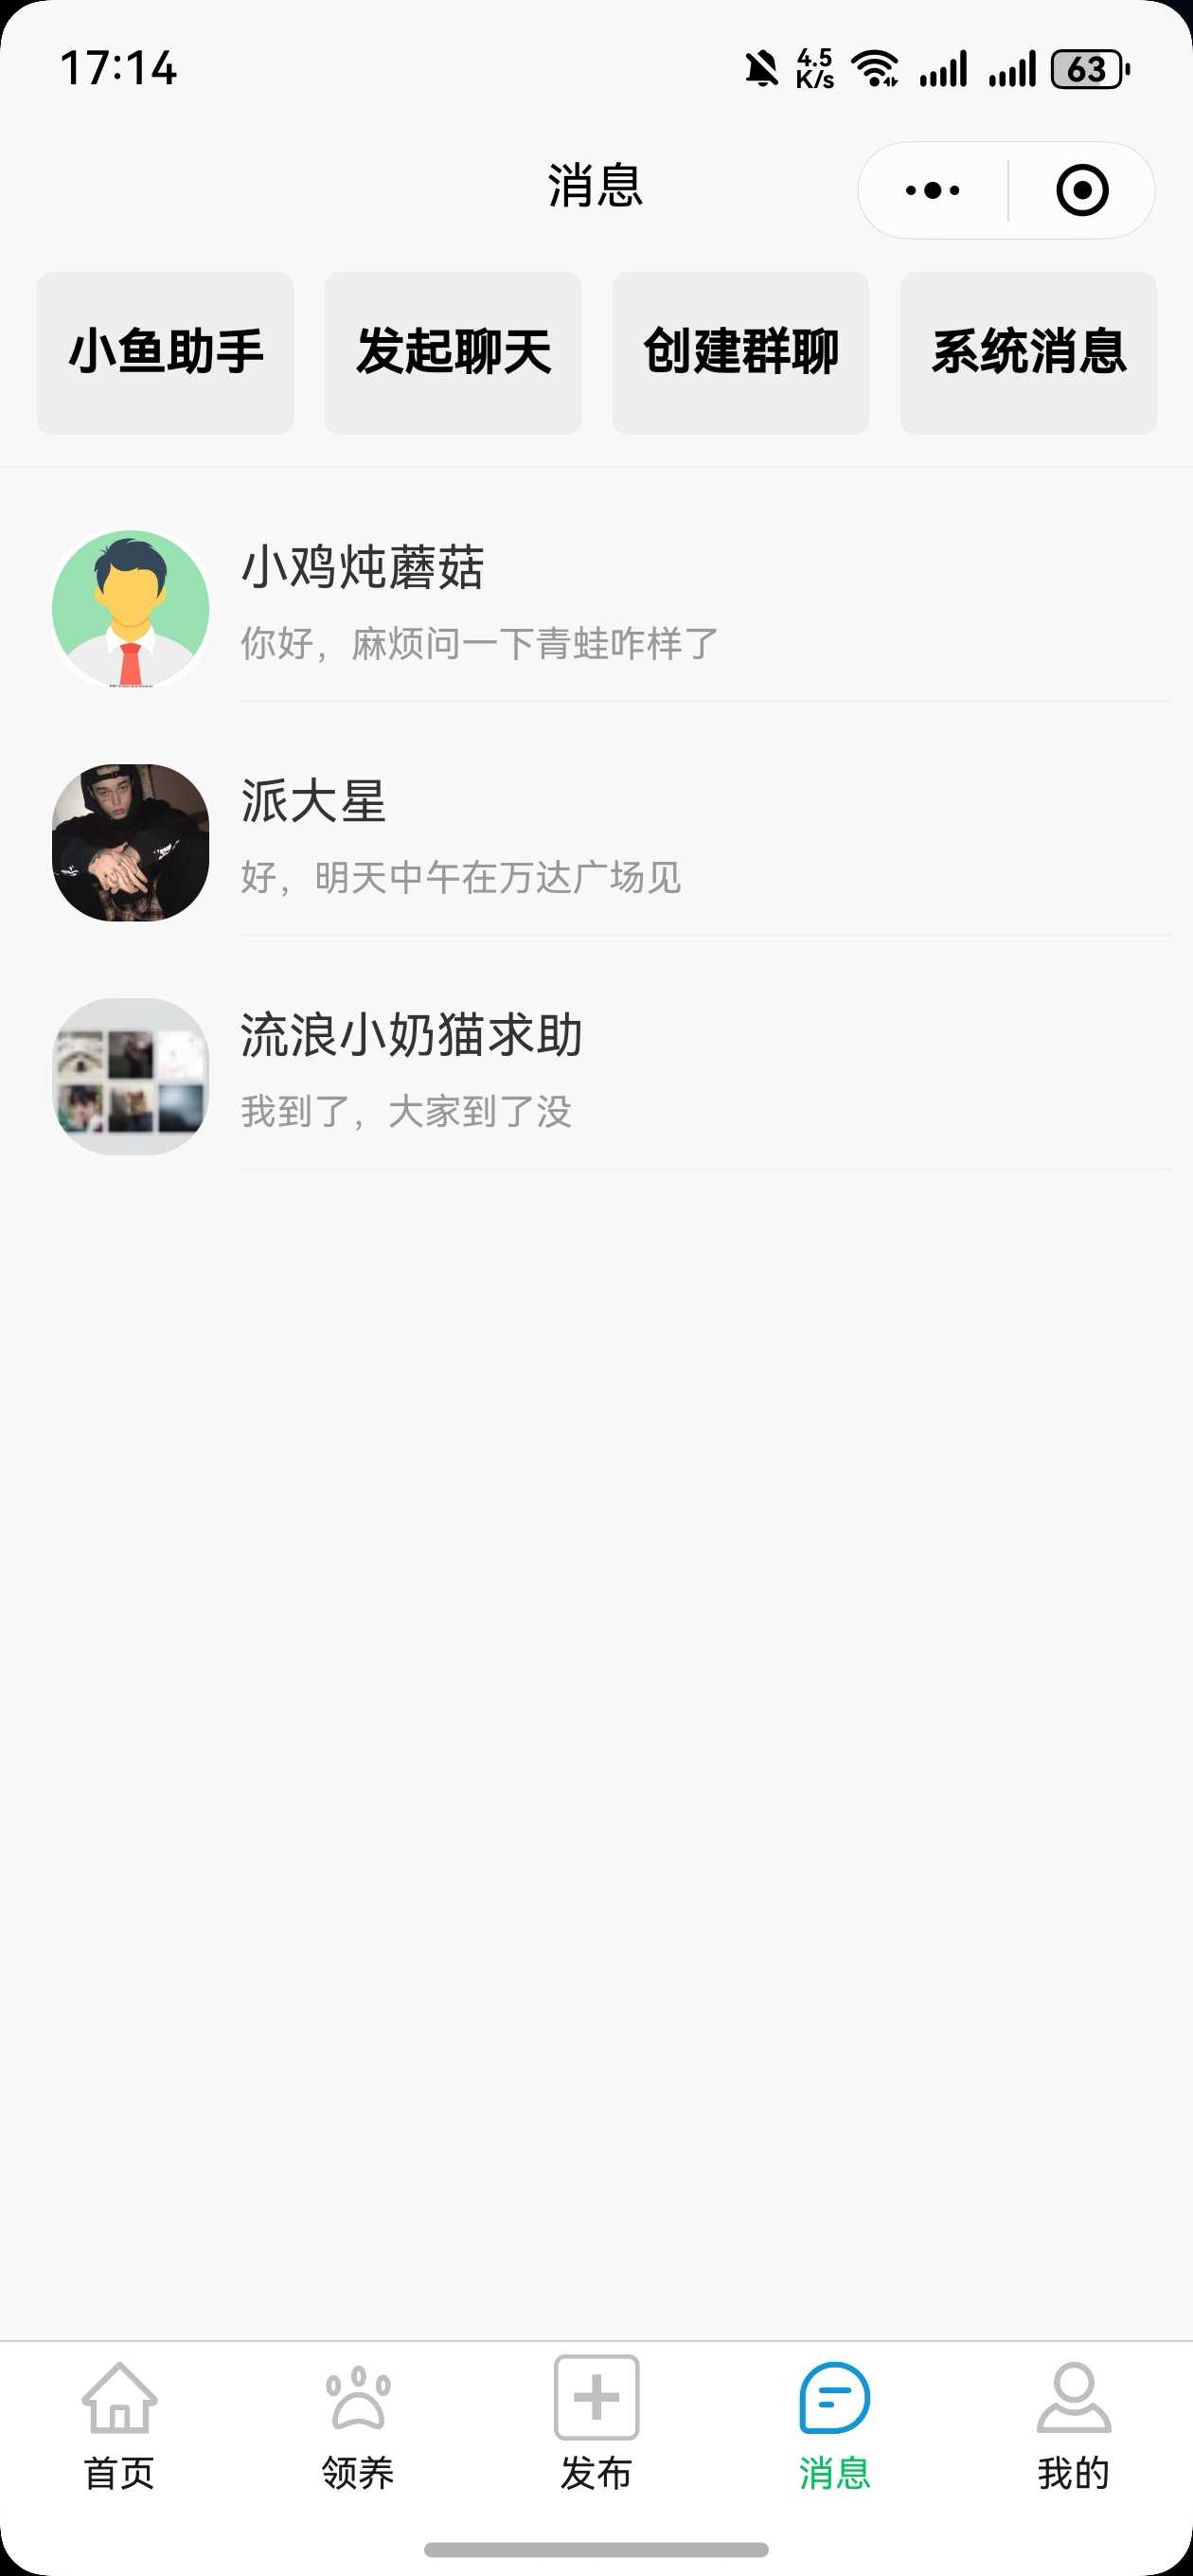 17:14
4.5
K/s
63
消息
小鱼助手
发起聊天
创建群聊
系统消息
小鸡炖蘑菇
你好，麻烦问一下青蛙咋样了
派大星
好，明天中午在万达广场见
流浪小奶猫求助
我到了，大家到了没
首页
领养
发布
消息
我的